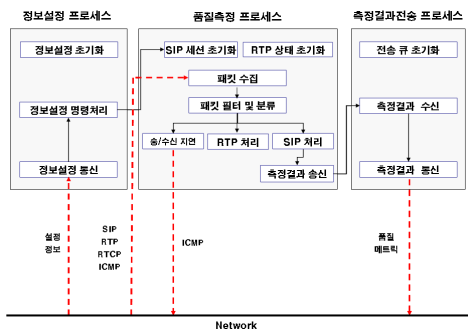 정보설정 프로세스
품질측정 프로세스
측정결과전송 프로세스
정보설정 초기화
SIP 세션 초기화
RTP 상태 초기화
전송 큐 초기화
패킷 수집
정보설정 명령처리
패킷 필터 및 분류
측정결과 수신
송/수신 지연
RTP 처리
SIP 처리
정보설정 통신
측정결과 송신
측정결과 통신
설정
정보
SIP
RTP
RTCP
ICMP
ICMP
품질
메트릭
Network